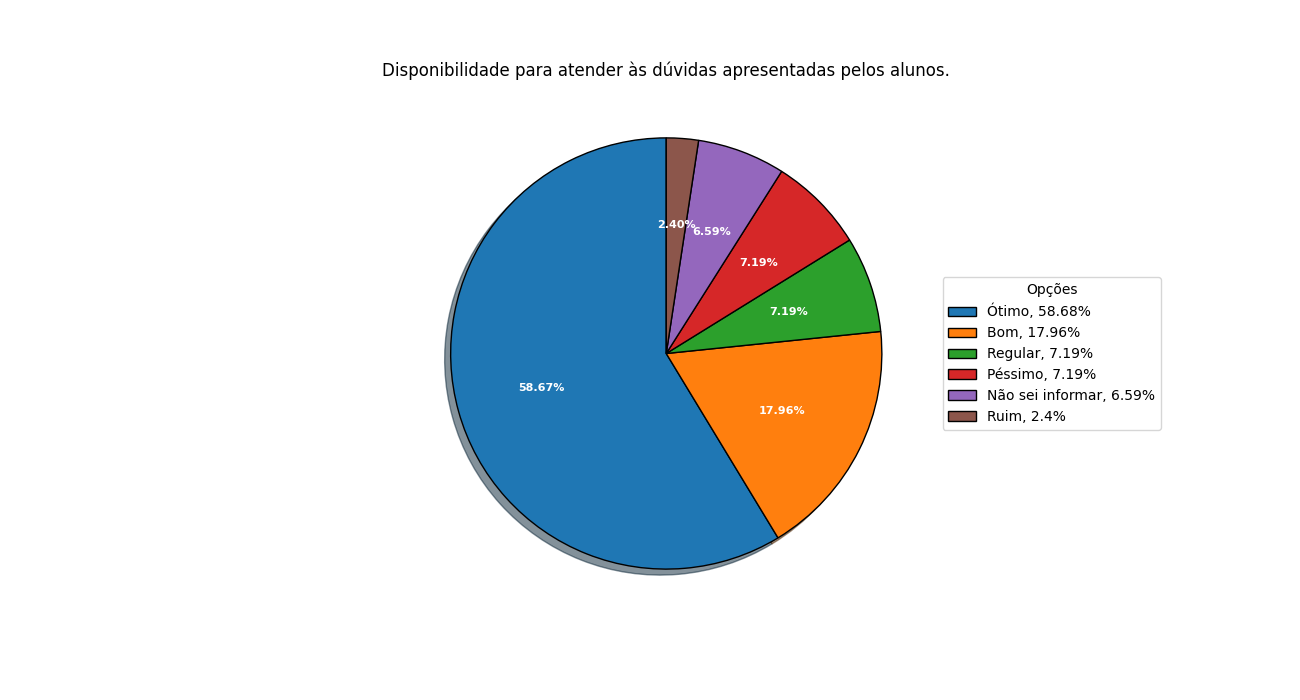 Disponibilidade para atender às dúvidas apresentadas pelos alunos.
2.40%
6.59%
7.19%
7.19%
58.67%
17.96%
Opções
Ótimo, 58.68%
Bom, 17.96%
Regular, 7.19%
Péssimo, 7.19%
Não sei informar, 6.59%
Ruim, 2.4%